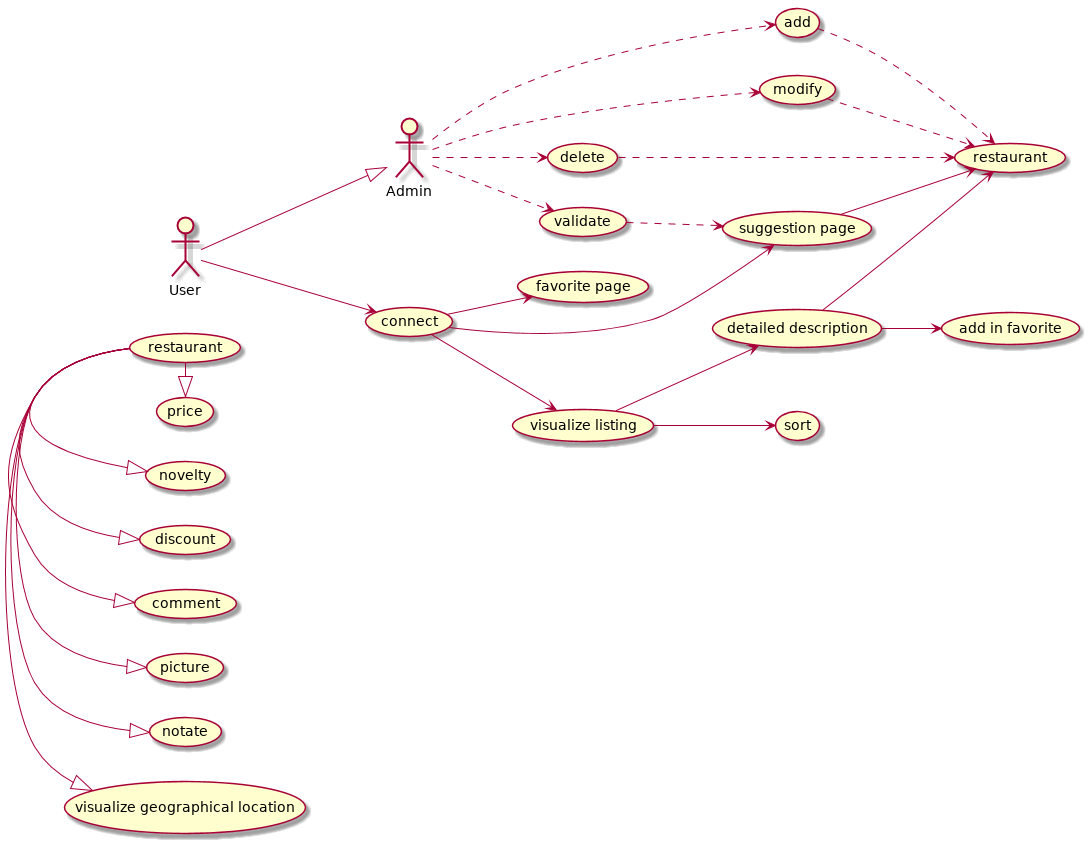 add
modify
delete
restaurant
Admin
validate
suggestion page
User
favorite page
connect
detailed description
add in favorite
restaurant
price
visualize listing
sort
novelty
discount
comment
picture
notate
visualize geographical location